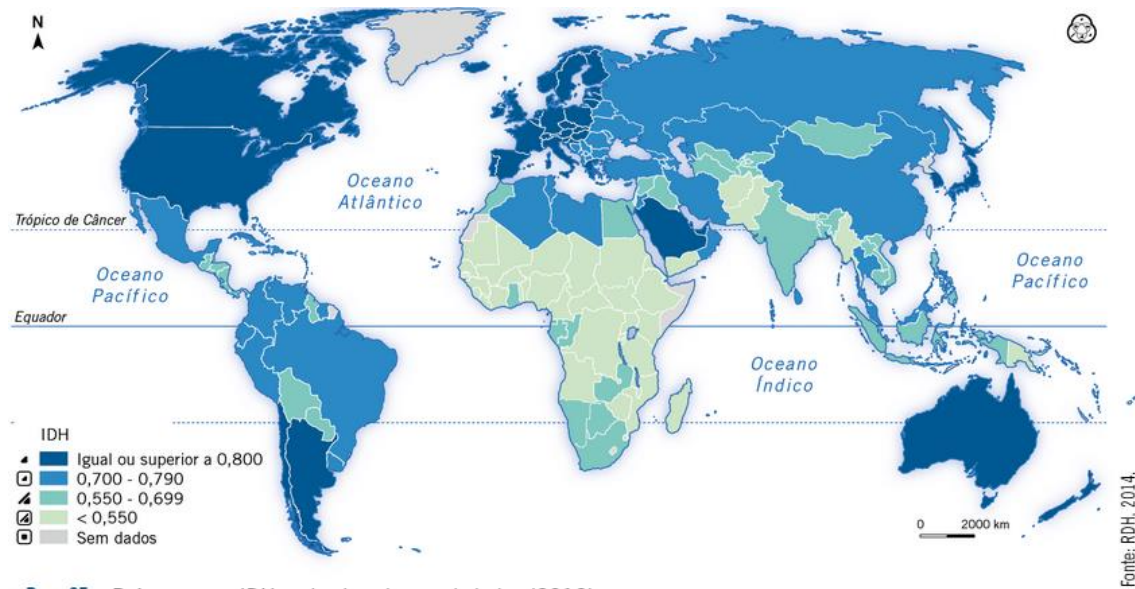 N
Oceano
Atlântico
Trópico de Câncer
Oceano
Pacífico
Oceano
Pacífico
Equador
Oceano
Índico
IDH
Igual ou superior a 0,800
0,700 - 0,790
0,550 - 0,699
< 0,550
Sem dados
0 2000 km
Fonte: RDH, 2014.